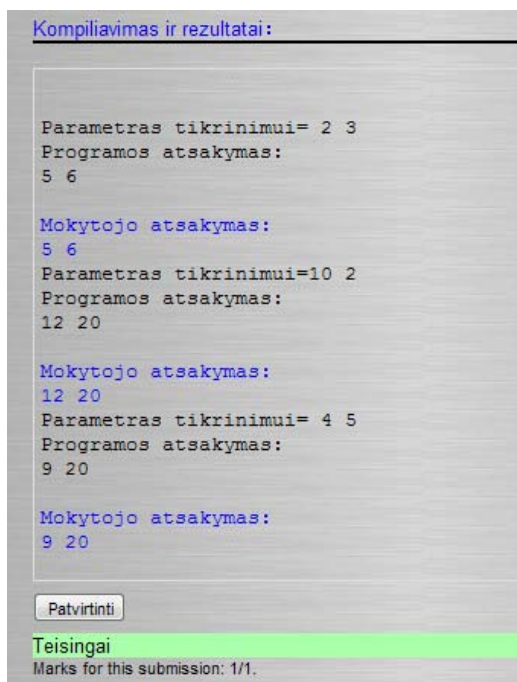 Kompiliavimas ir rezultatai:
Parametras tikrinimui= 2 3
Programos atsakymas:
5 6
Mokytojo atsakymas:
5 6
Parametras tikrinimui=10 2
Programos atsakymas:
12 20
Mokytojo atsakymas:
12 20
Parametras tikrinimui= 4 5
Programos atsakymas:
9 20
Mokytojo atsakymas:
9 20
Patvirtinti
Teisingai
Marks for this submission: 1/1.